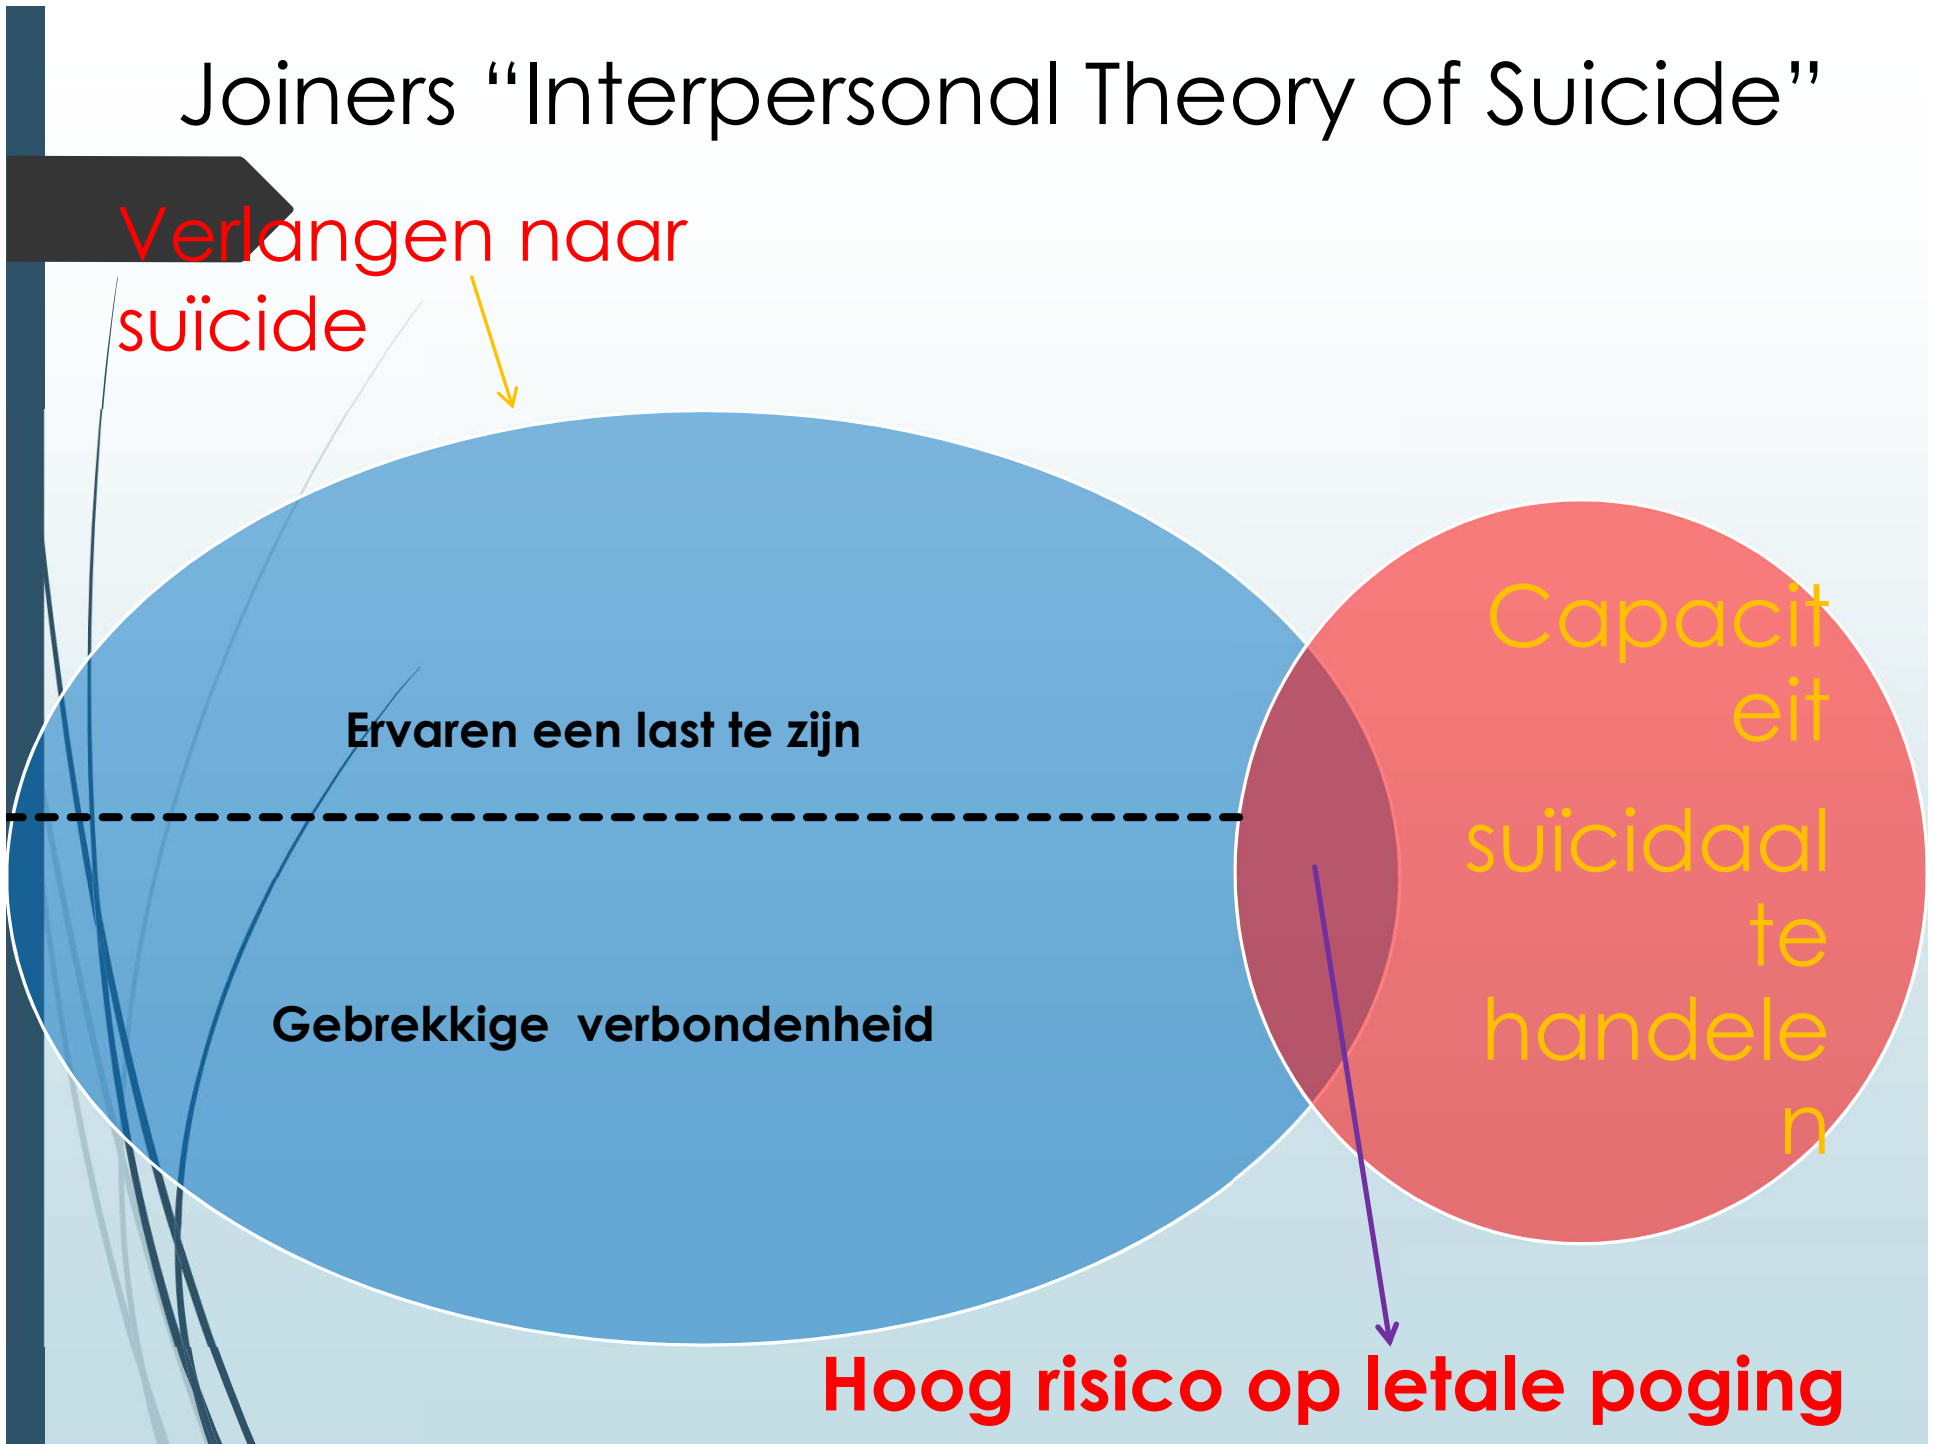 Joiners “Interpersonal Theory of Suicide”
Verlangen naar
suïcide
Ervaren een last te zijn
Gebrekkige verbondenheid
Capacit
eit
suïcidaal
te
handele
n
Hoog risico op letale poging